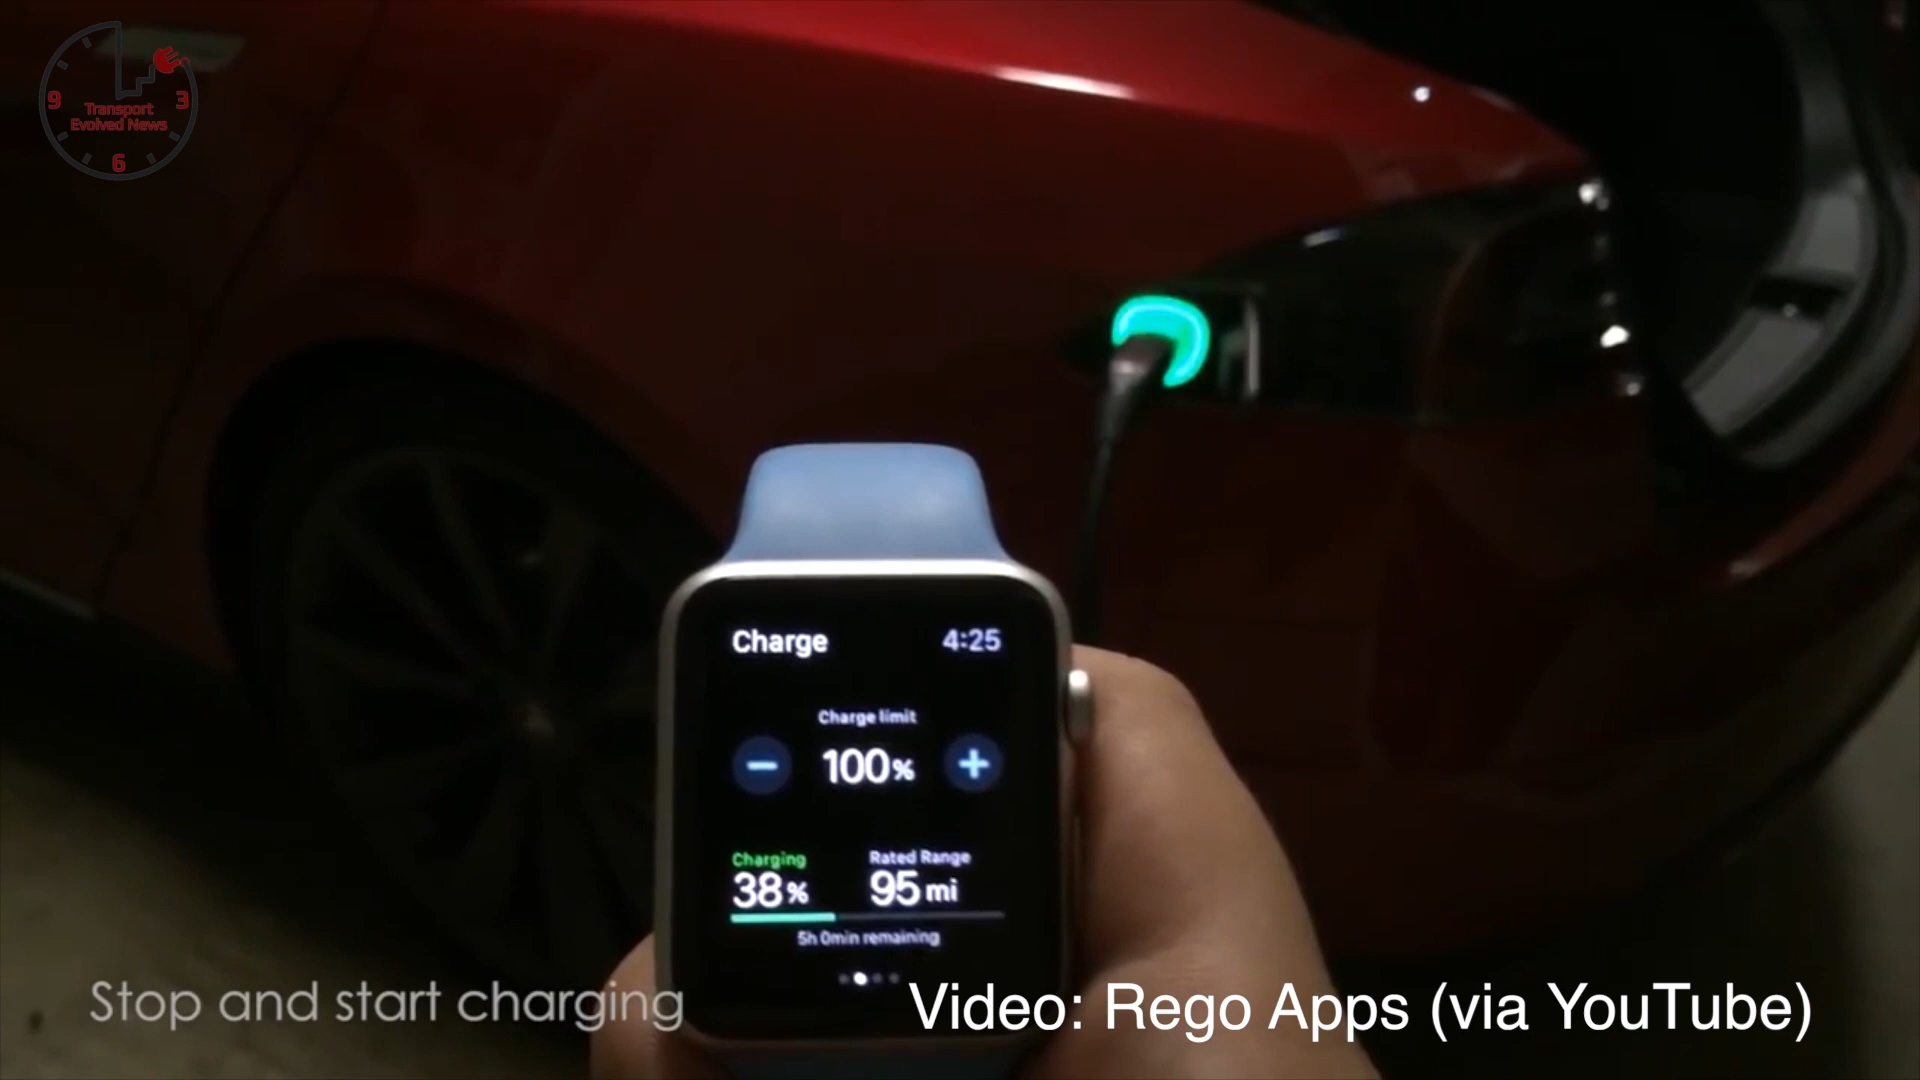 9
3
Transport
Evolved News
6
Charge
4:25
Charge limit
100%
Charging
Rated Range
38%
95 mi
5h 0min remaining
Stop and start charging
Video: Rego Apps (via YouTube)